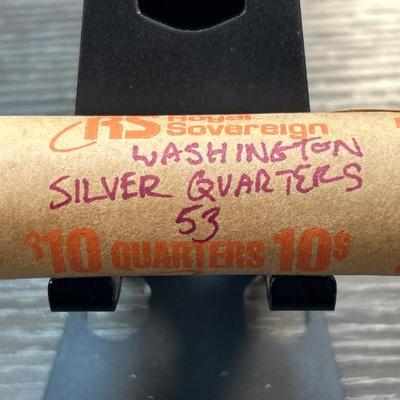 RS Royal
Sovereign
WASHINGTON
SILVER QUARTERS
53
$10 QUARTERS 10$